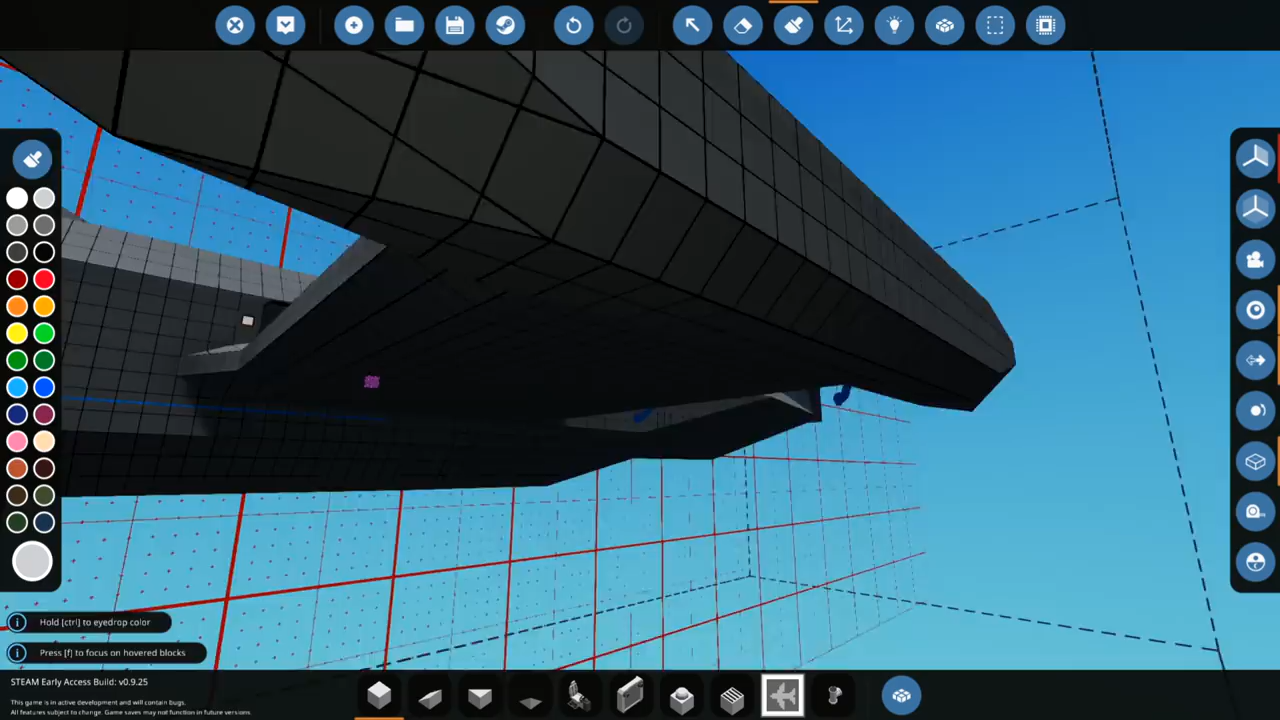 Hold [ctrl] to eyedrop color
Press [f] to focus on hovered blocks
STEAM Early Access Build: v0.9.25
This game is in active development and will contain bugs.
All features subject to change. Game saves may not function in future versions.